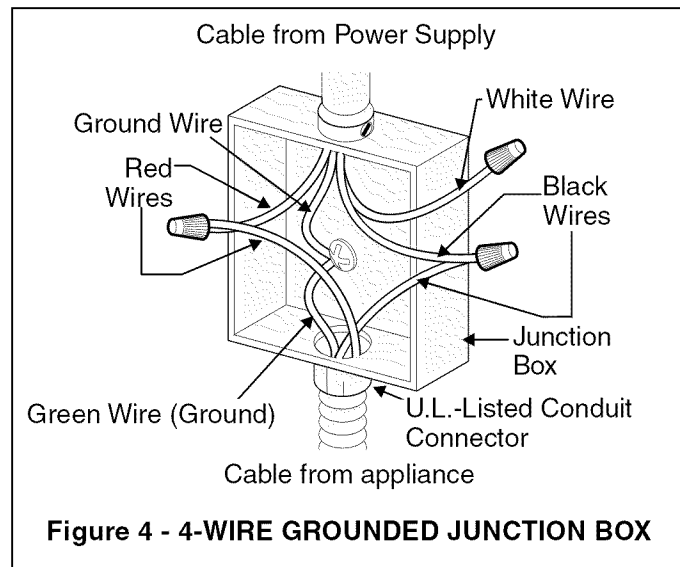 Cable from Power Supply
White Wire
Ground Wire
Red
Wires
Black
Wires
Junction
Box
Green Wire (Ground)
U.L.-Listed Conduit
Connector
Cable from appliance
Figure 4 - 4-WIRE GROUNDED JUNCTION BOX